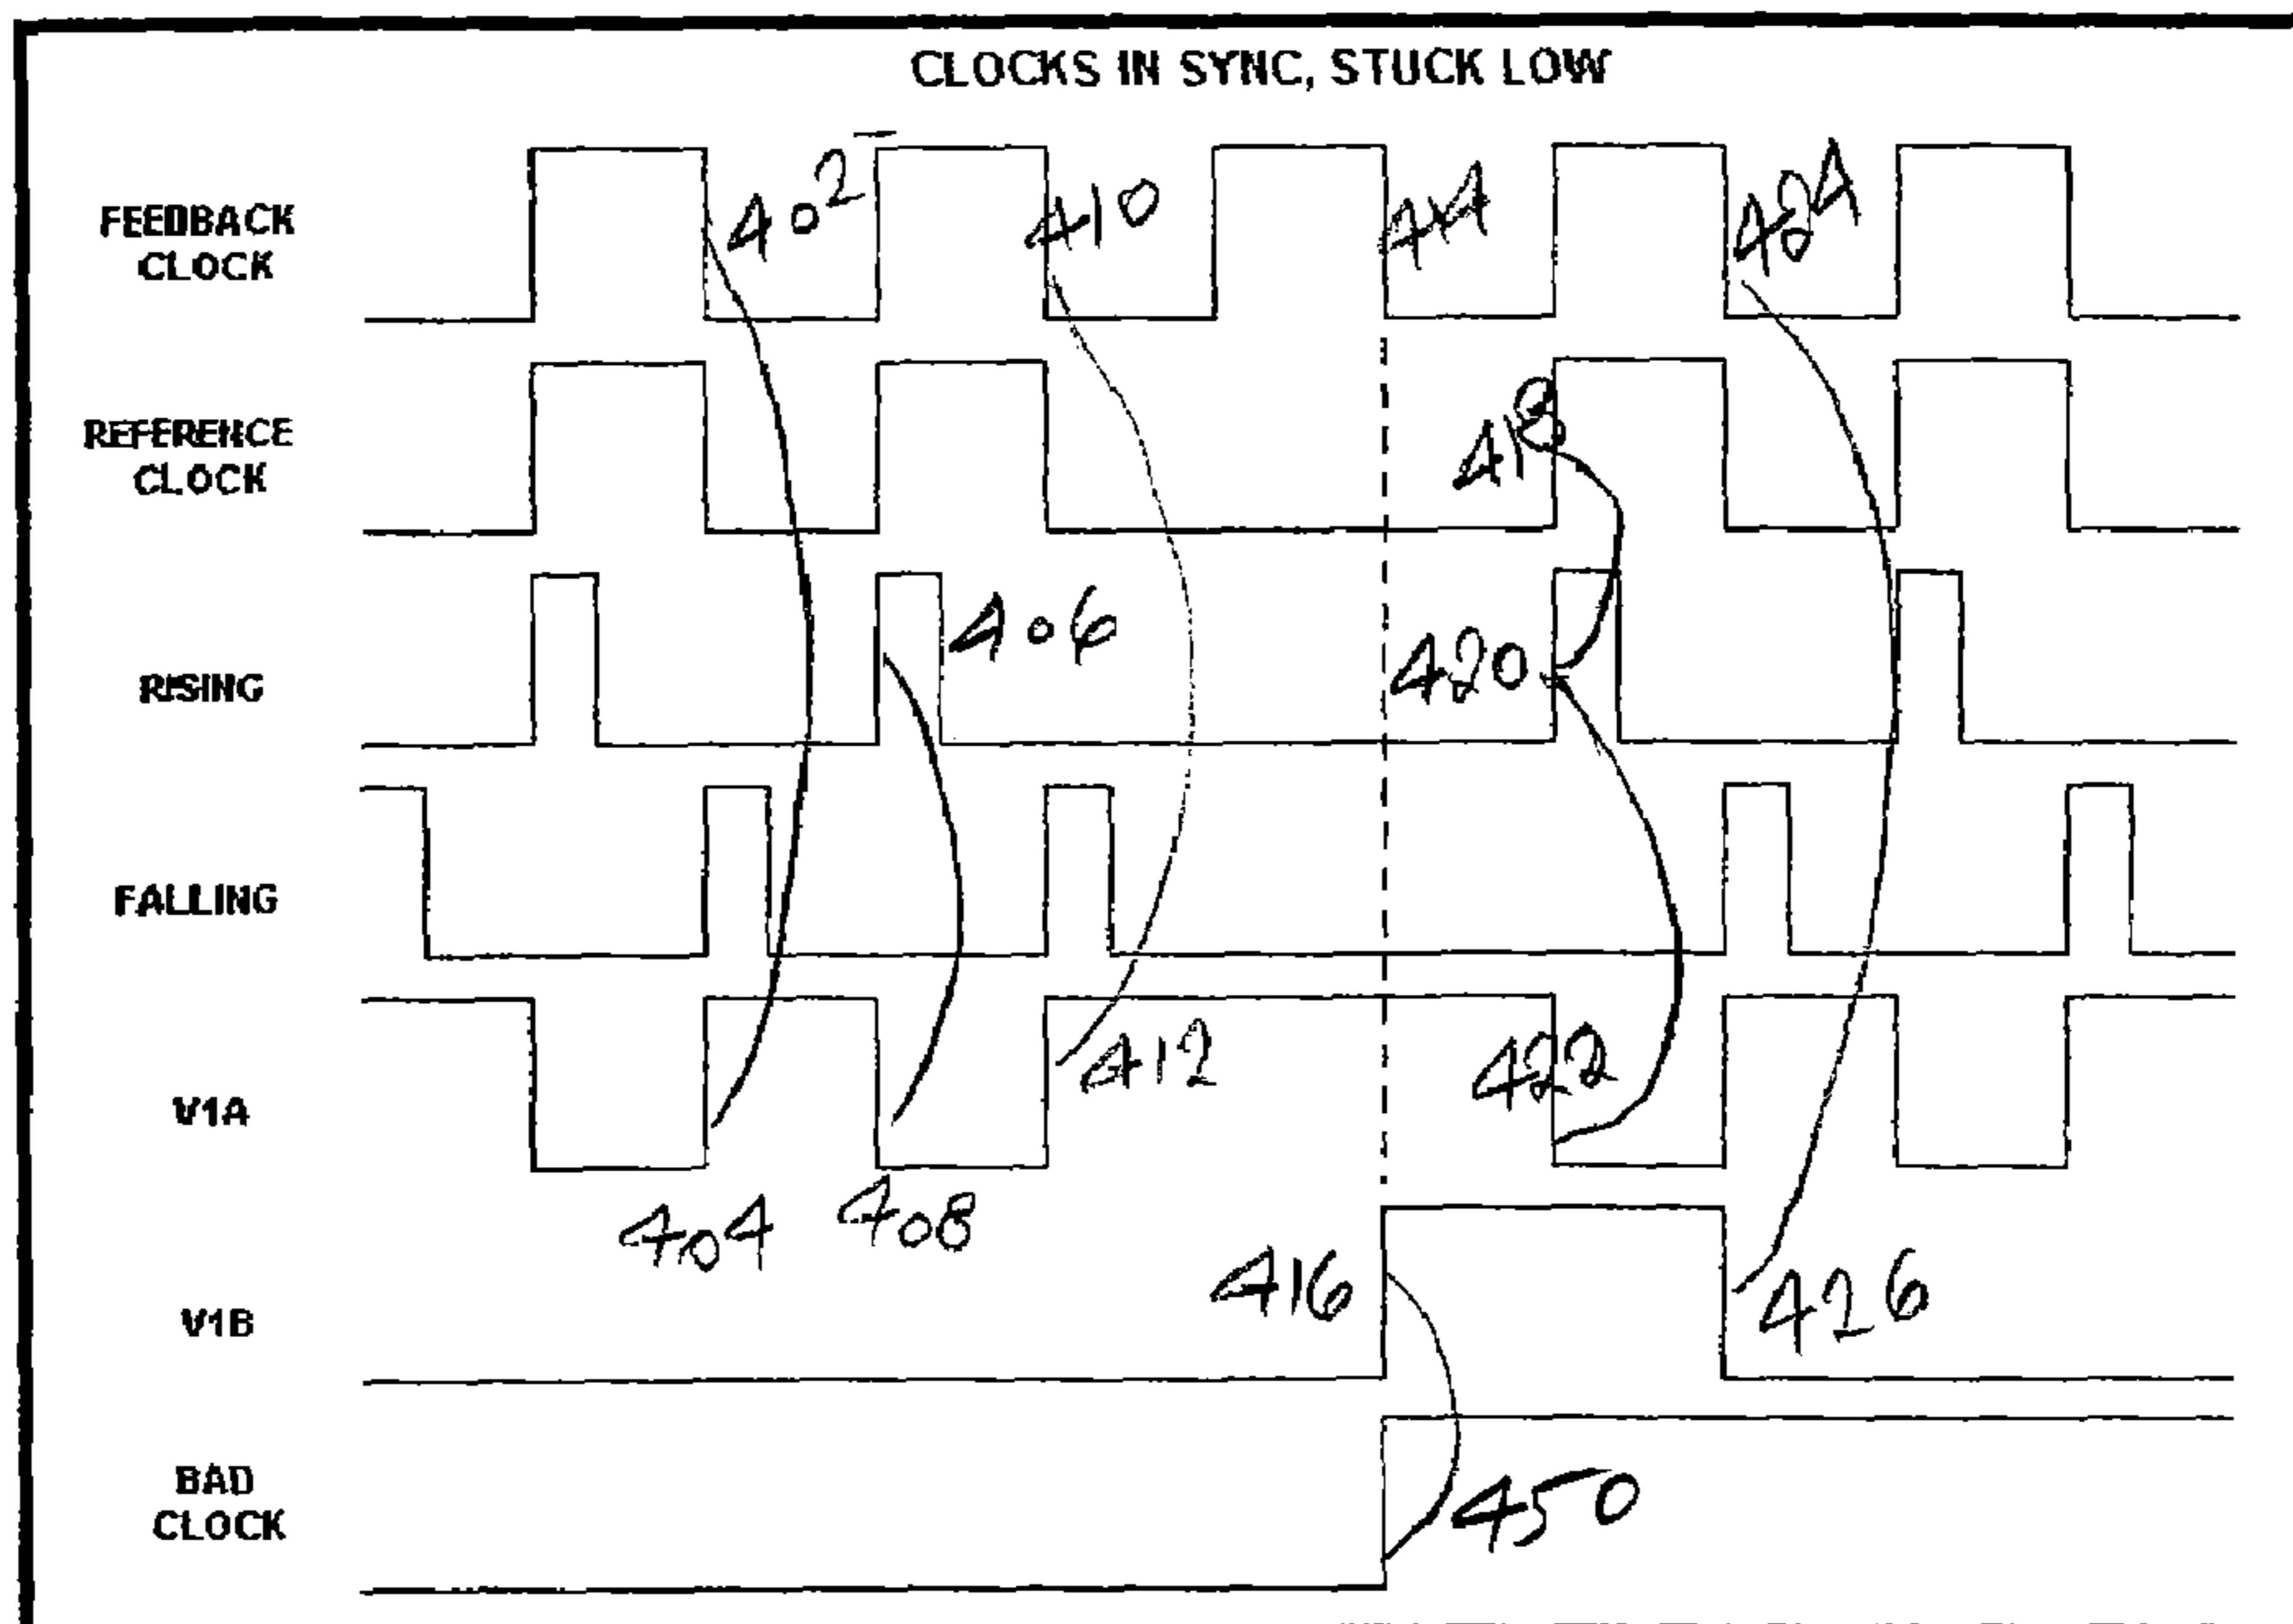 CLOCKS IN SYNC, STUCK LOW
FEEDBACK
CLOCK
402
410
414
REFERENCE
CLOCK
418
RISING
406
420
FALLING
V1A
412
422
404
408
V1B
416
426
BAD
CLOCK
450